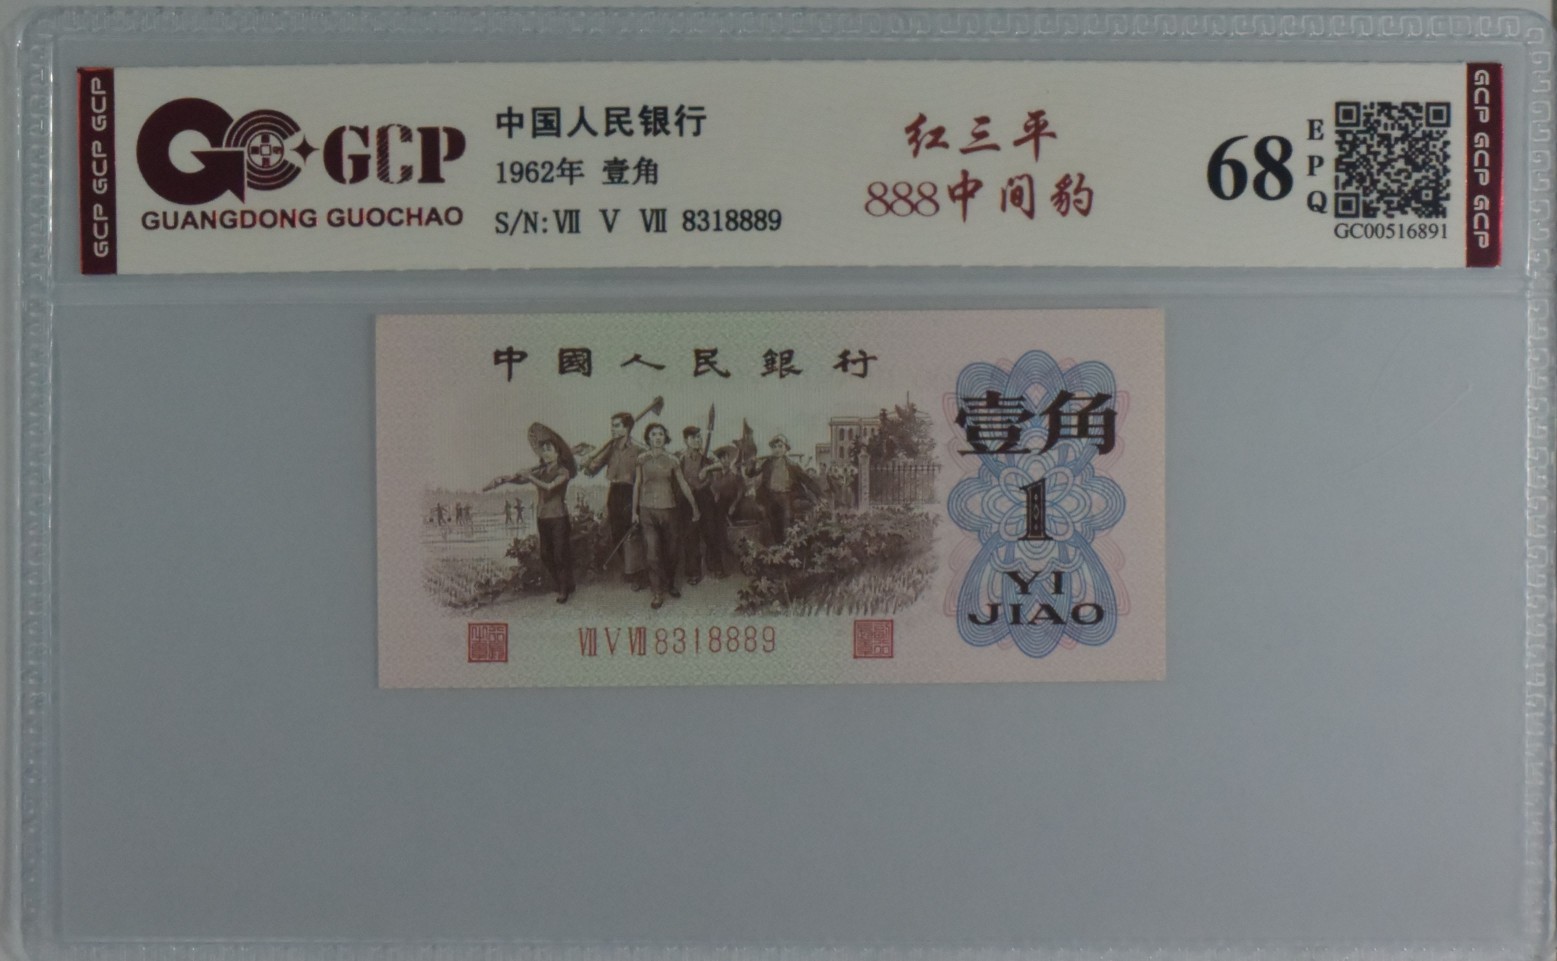 GCP GCP GCP
GCP
GUANGDONG GUOCHAO
中国人民银行
1962年 壹角
S/N: Ⅶ Ⅴ Ⅶ 8318889
红三平
888中间豹
68
EPQ
GC00516891
GCP GCP GCP
中國人民銀行
壹角
1
YI
JIAO
Ⅶ Ⅴ Ⅶ 8318889